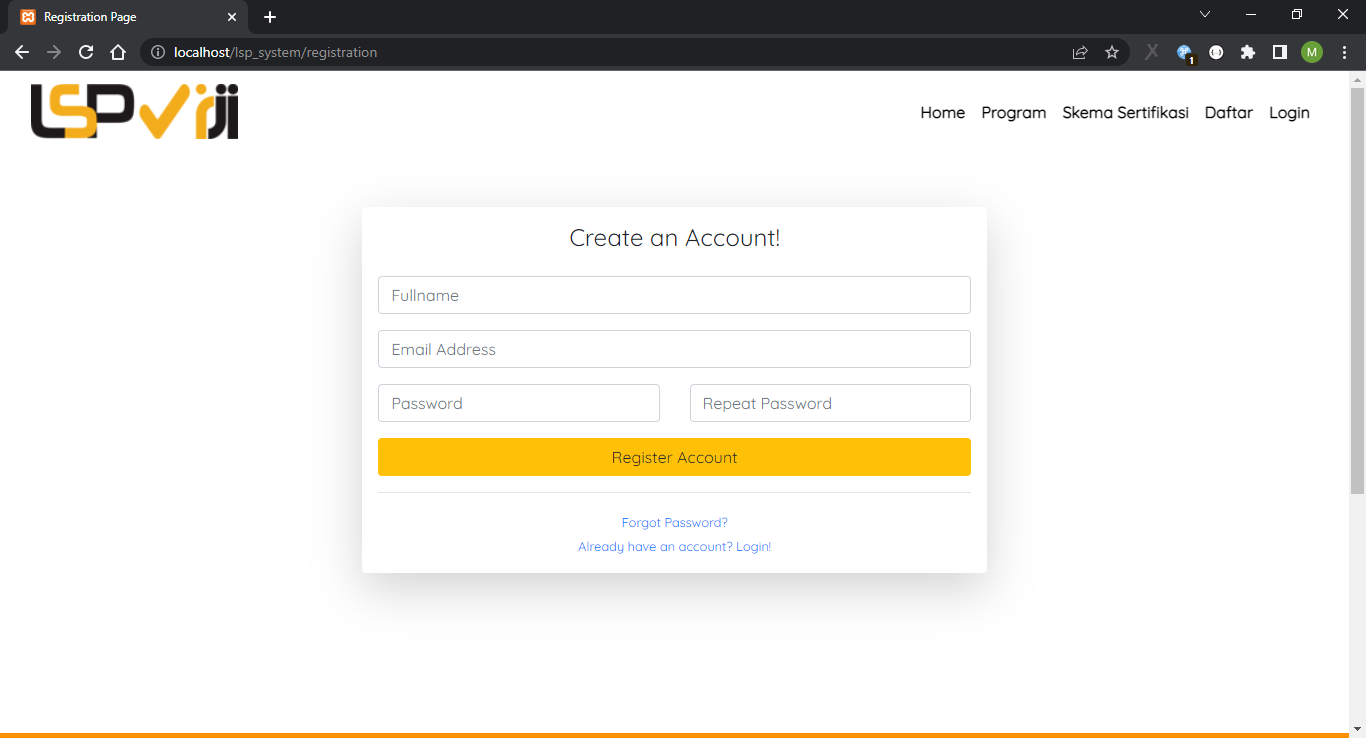 Registration Page
localhost/lsp_system/registration
1
M
LSP
Home Program Skema Sertifikasi Daftar Login
Create an Account!
Fullname
Email Address
Password Repeat Password
Register Account
Forgot Password?
Already have an account? Login!